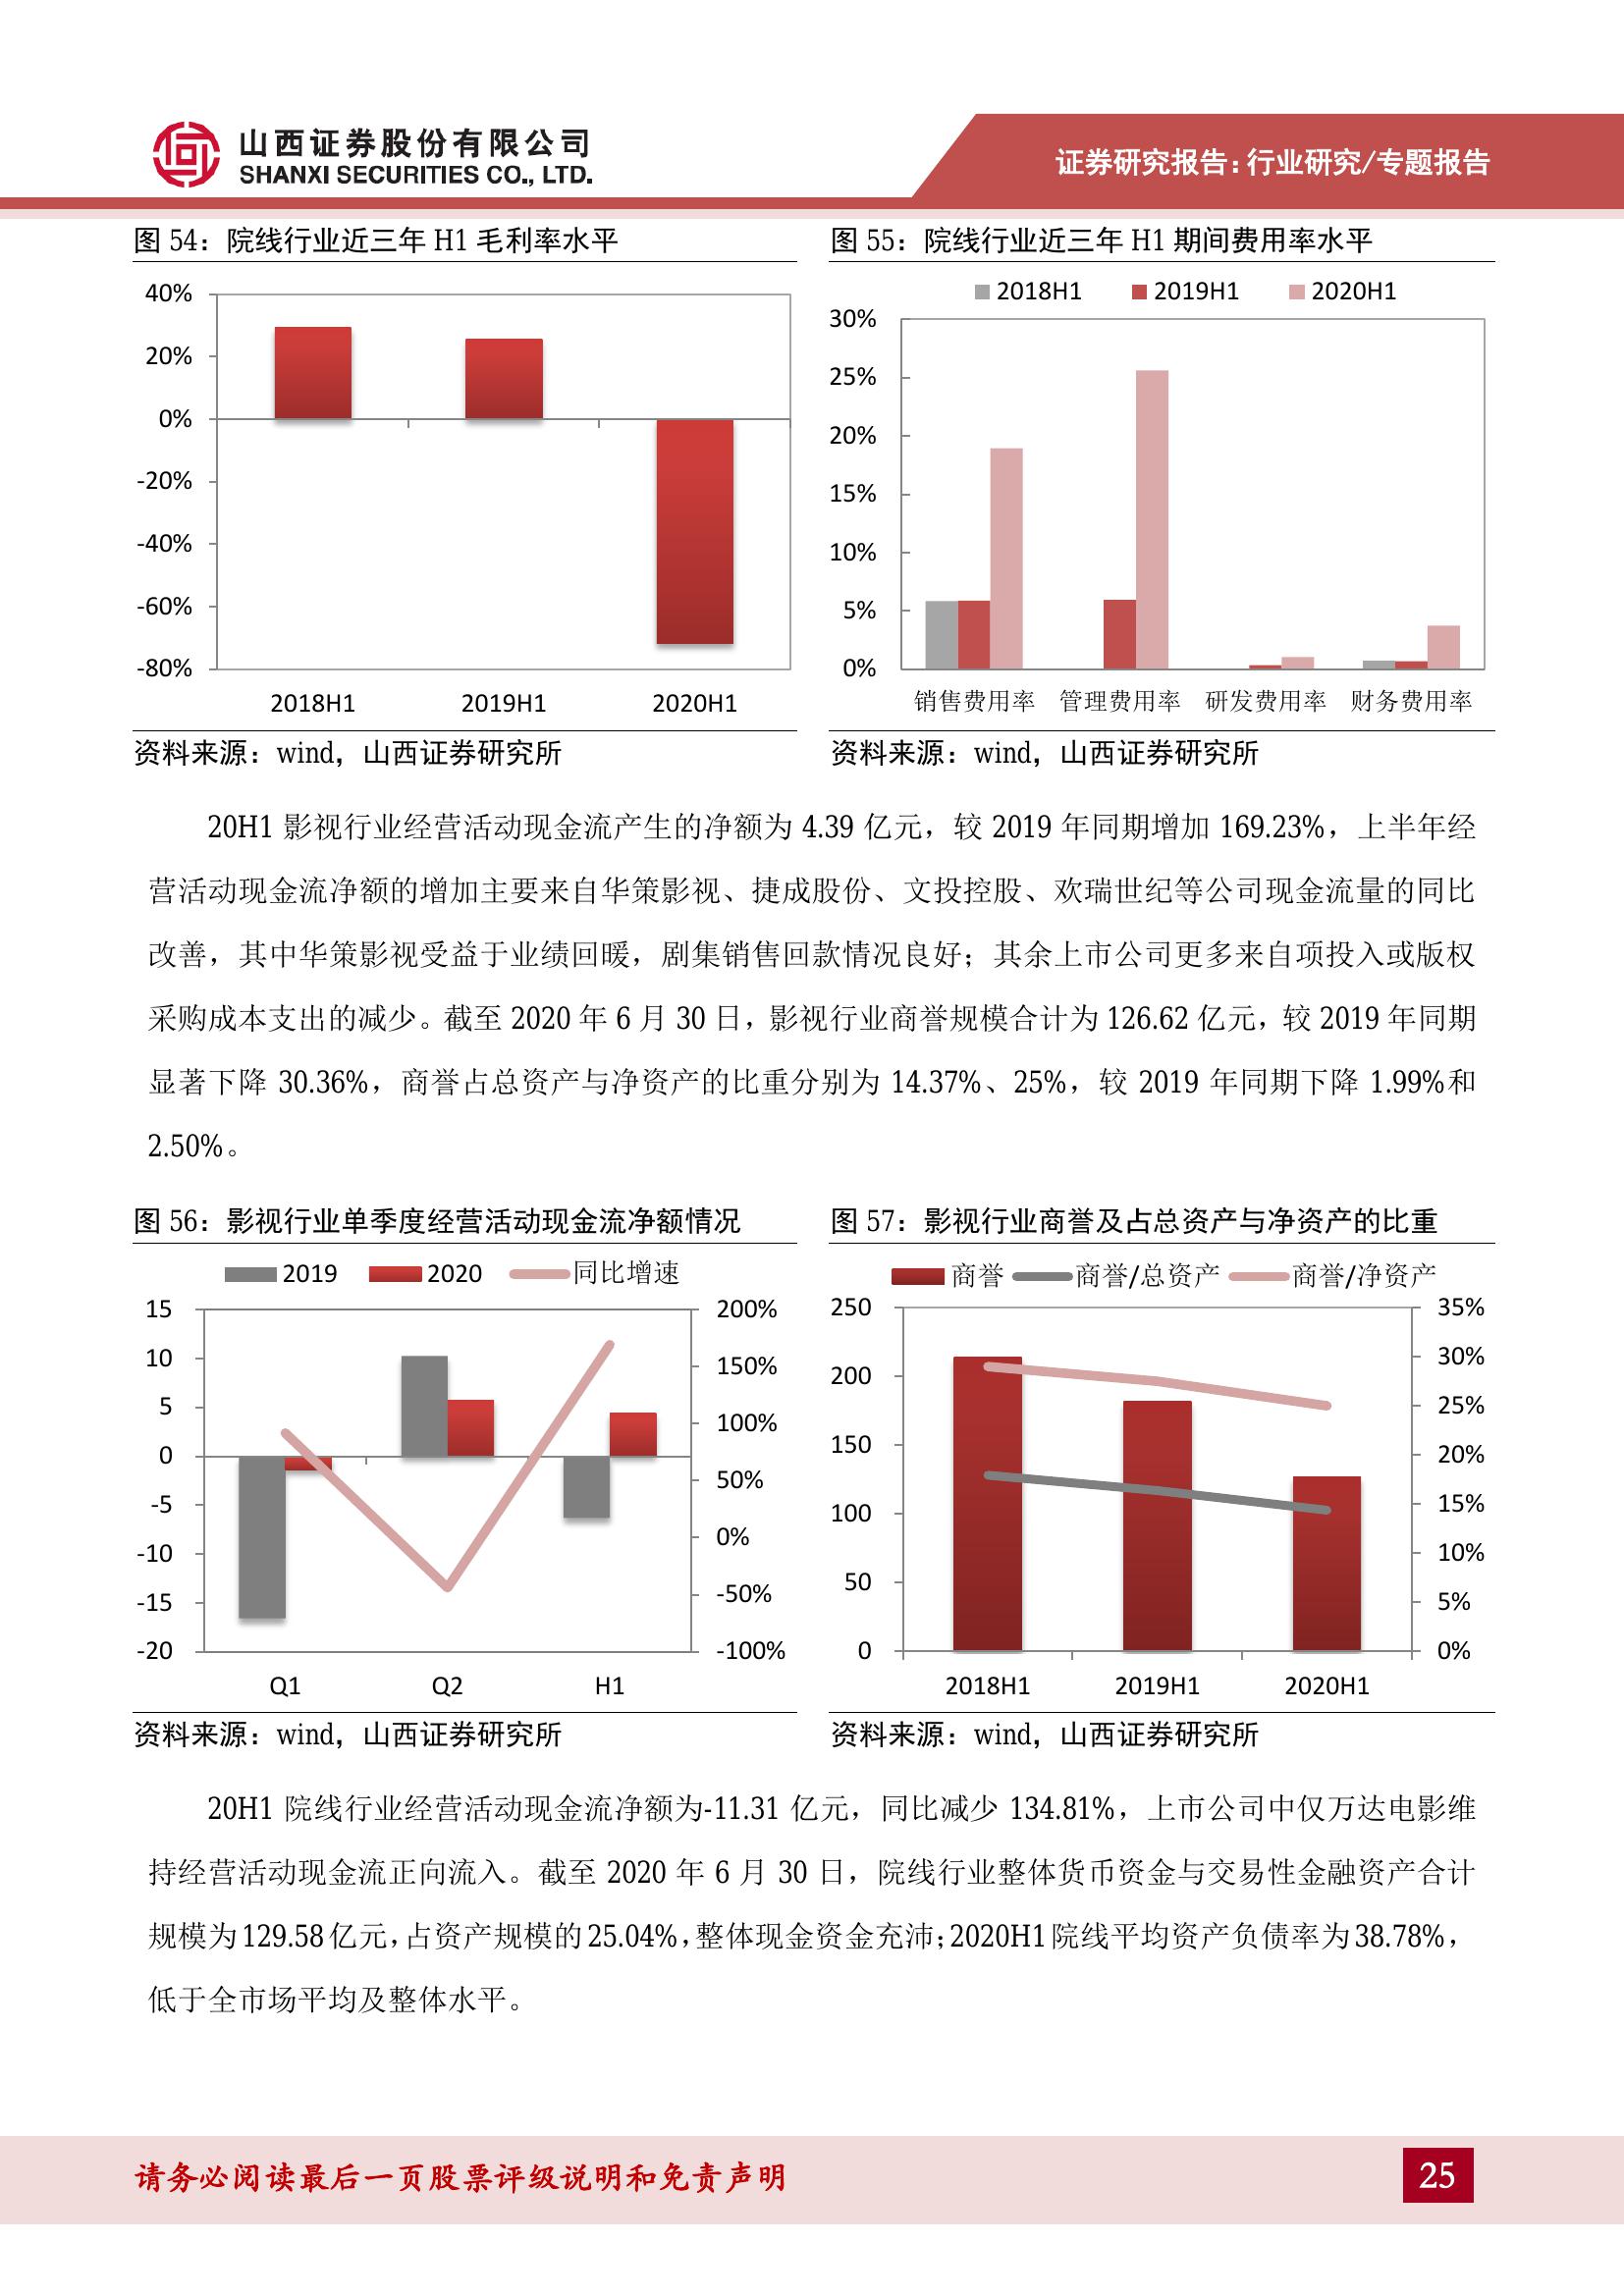 山西证券股份有限公司
SHANXI SECURITIES CO., LTD.
证券研究报告：行业研究/专题报告
图 54：院线行业近三年 H1 毛利率水平
40%
20%
0%
-20%
-40%
-60%
-80%
2018H1 2019H1 2020H1
资料来源：wind，山西证券研究所
图 55：院线行业近三年 H1 期间费用率水平
2018H1 2019H1 2020H1
30%
25%
20%
15%
10%
5%
0%
销售费用率 管理费用率 研发费用率 财务费用率
资料来源：wind，山西证券研究所
20H1 影视行业经营活动现金流产生的净额为 4.39 亿元，较 2019 年同期增加 169.23%，上半年经
营活动现金流净额的增加主要来自华策影视、捷成股份、文投控股、欢瑞世纪等公司现金流量的同比
改善，其中华策影视受益于业绩回暖，剧集销售回款情况良好；其余上市公司更多来自项投入或版权
采购成本支出的减少。截至 2020 年 6 月 30 日，影视行业商誉规模合计为 126.62 亿元，较 2019 年同期
显著下降 30.36%，商誉占总资产与净资产的比重分别为 14.37%、25%，较 2019 年同期下降 1.99%和
2.50%。
图 56：影视行业单季度经营活动现金流净额情况
2019 2020 同比增速
15
10
5
0
-5
-10
-15
-20
200%
150%
100%
50%
0%
-50%
-100%
Q1 Q2 H1
资料来源：wind，山西证券研究所
图 57：影视行业商誉及占总资产与净资产的比重
商誉 商誉/总资产 商誉/净资产
250
200
150
100
50
0
35%
30%
25%
20%
15%
10%
5%
0%
2018H1 2019H1 2020H1
资料来源：wind，山西证券研究所
20H1 院线行业经营活动现金流净额为-11.31 亿元，同比减少 134.81%，上市公司中仅万达电影维
持经营活动现金流正向流入。截至 2020 年 6 月 30 日，院线行业整体货币资金与交易性金融资产合计
规模为 129.58 亿元，占资产规模的 25.04%，整体现金资金充沛；2020H1 院线平均资产负债率为 38.78%，
低于全市场平均及整体水平。
请务必阅读最后一页股票评级说明和免责声明
25